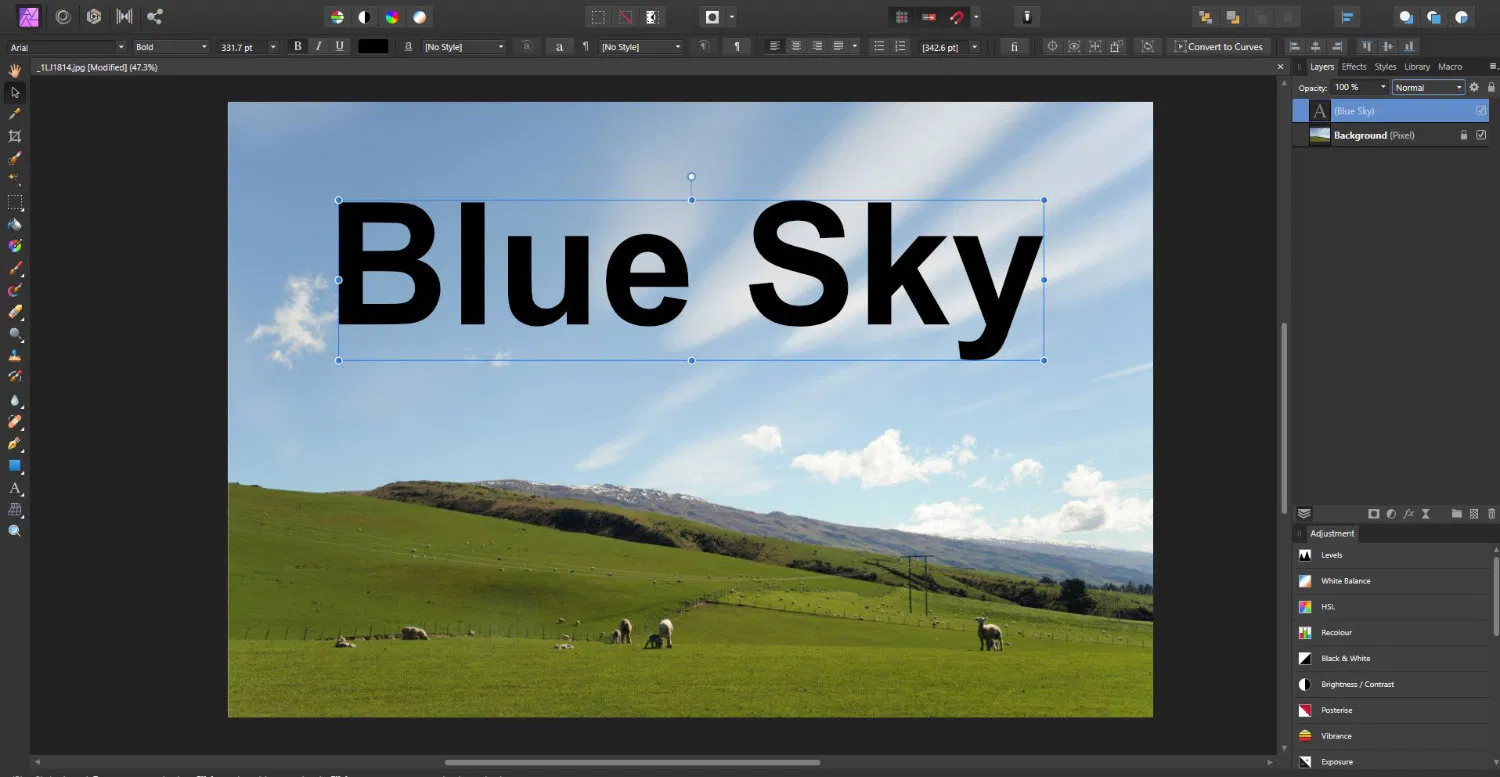 Arial Bold 331.7 pt B I U a [No Style] a a ¶ [No Style] ¶ ¶ [342.6 pt] fi Convert to Curves
_1LJ1814.jpg [Modified] (47.3%)
Layers Effects Styles Library Macro
Opacity: 100 % Normal
A (Blue Sky)
Background (Pixel)
Blue Sky
A
fx
Adjustment
Levels
White Balance
HSL
Recolour
Black & White
Brightness / Contrast
Posterise
Vibrance
Exposure